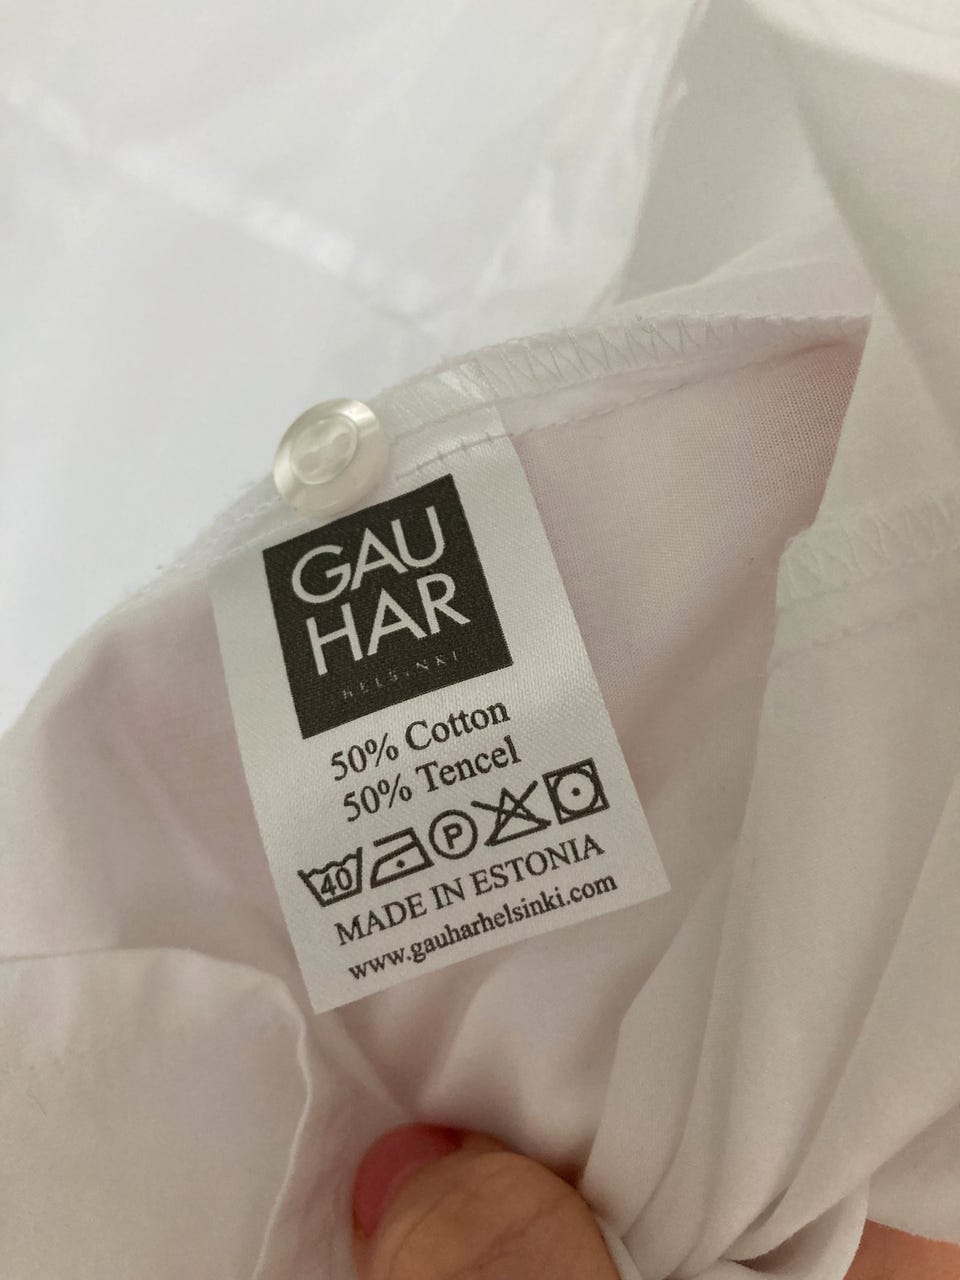 GAU
HAR
HELSINKI
50% Cotton
50% Tencel
40 P
MADE IN ESTONIA
www.gauharhelsinki.com